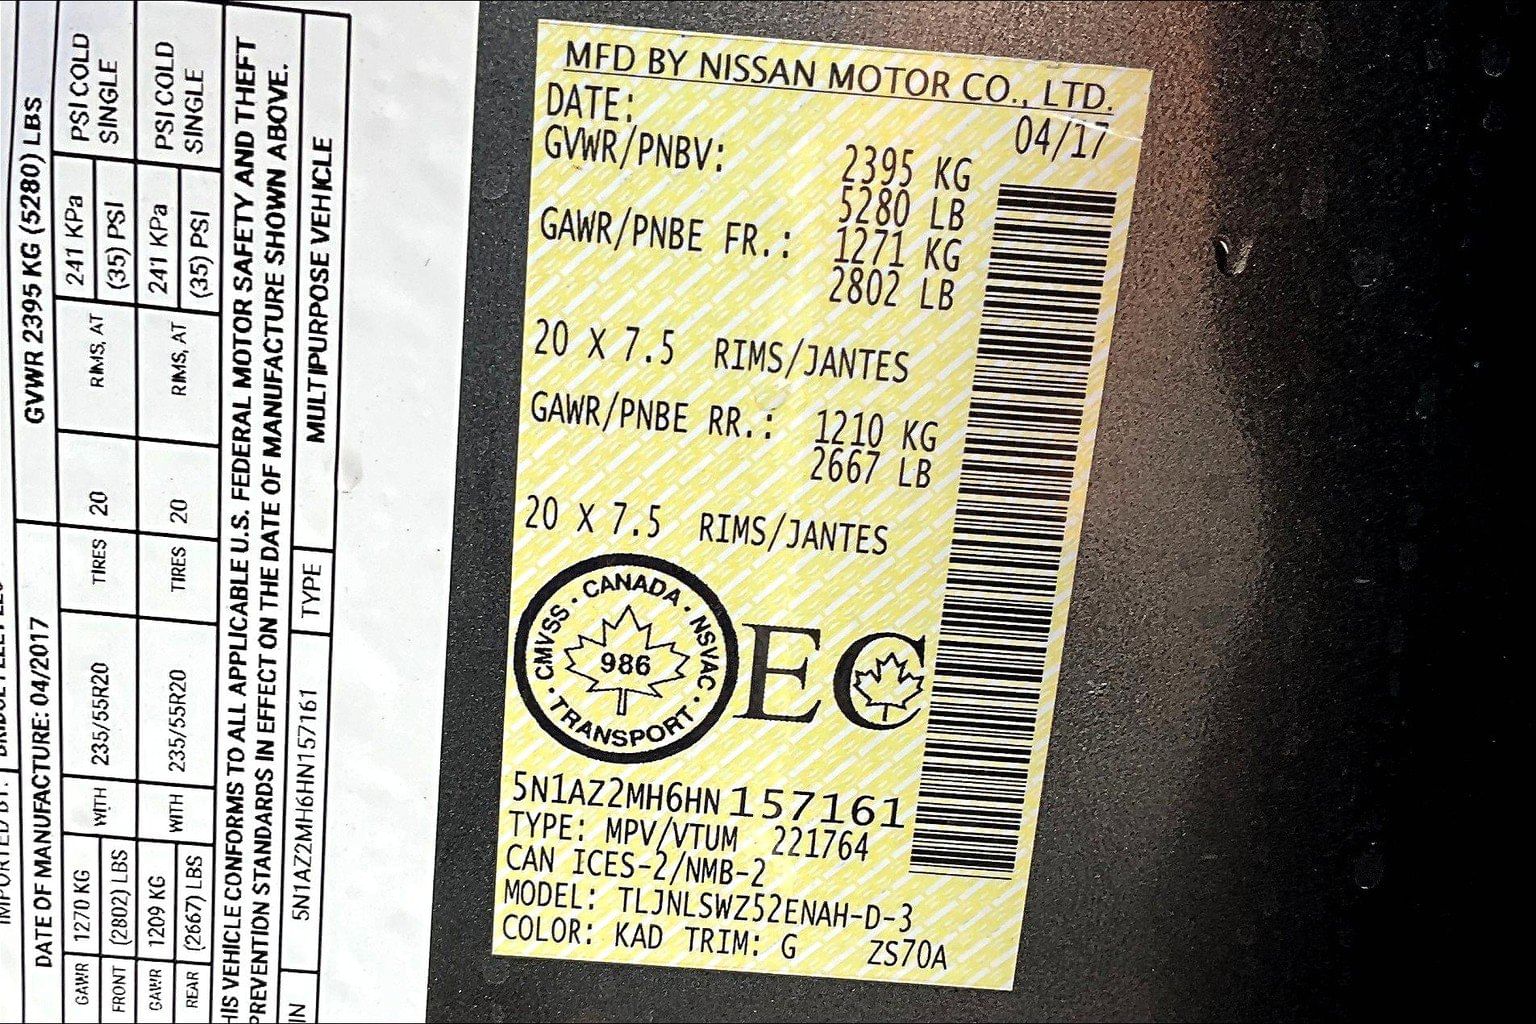 MFD BY NISSAN MOTOR CO., LTD.
DATE: 04/17
GVWR/PNBV: 2395 KG
5280 LB
GAWR/PNBE FR.: 1271 KG
2802 LB
20 X 7.5 RIMS/JANTES
GAWR/PNBE RR.: 1210 KG
2667 LB
20 X 7.5 RIMS/JANTES
CMVSS · CANADA · NSVAC · TRANSPORT ·
986
EC
5N1AZ2MH6HN157161
TYPE: MPV/VTUM 221764
CAN ICES-2/NMB-2
MODEL: TLJNLSWZ52ENAH-D-3
COLOR: KAD TRIM: G ZS70A
IMPORTED BY:
DATE OF MANUFACTURE: 04/2017 GVWR 2395 KG (5280) LBS
GAWR 1270 KG WITH 235/55R20 TIRES 20 RIMS, AT 241 KPa PSI COLD
FRONT (2802) LBS (35) PSI SINGLE
GAWR 1209 KG WITH 235/55R20 TIRES 20 RIMS, AT 241 KPa PSI COLD
REAR (2667) LBS (35) PSI SINGLE
HIS VEHICLE CONFORMS TO ALL APPLICABLE U.S. FEDERAL MOTOR SAFETY AND THEFT
PREVENTION STANDARDS IN EFFECT ON THE DATE OF MANUFACTURE SHOWN ABOVE.
IN 5N1AZ2MH6HN157161 TYPE MULTIPURPOSE VEHICLE